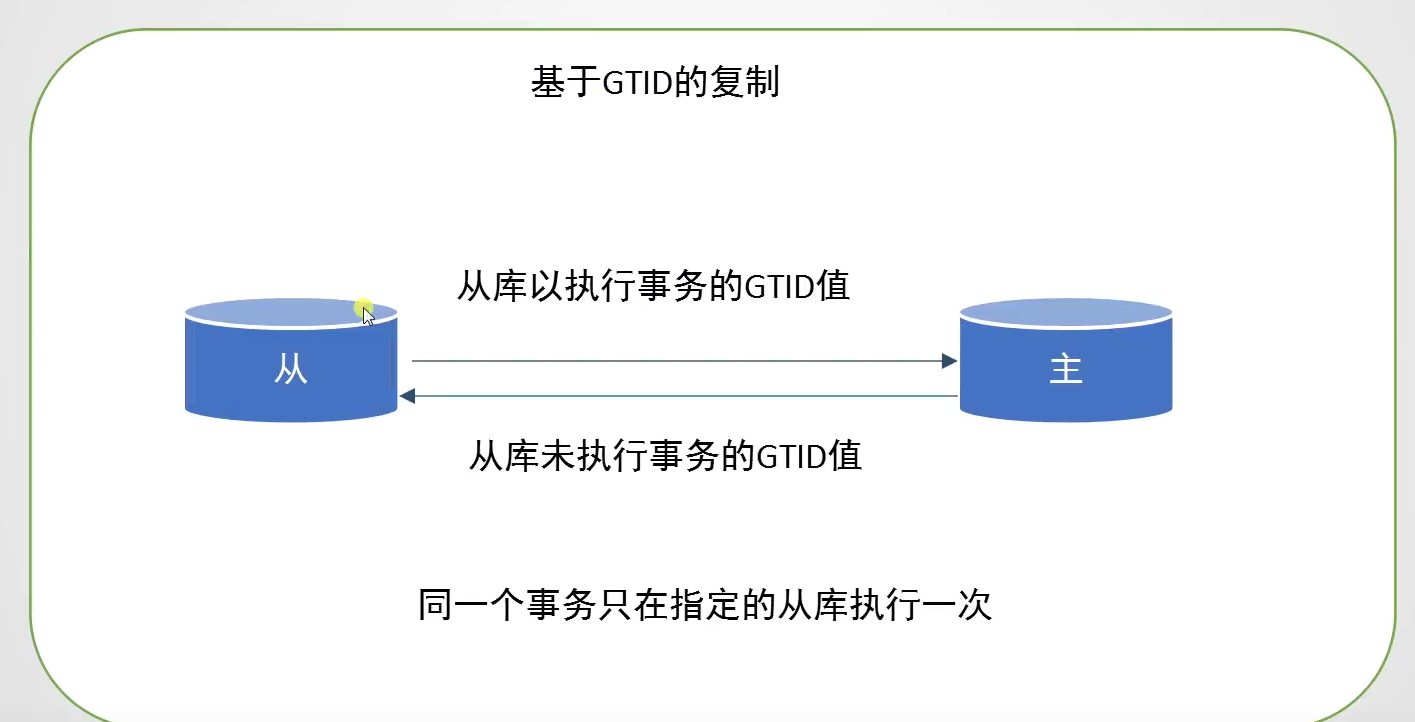 基于GTID的复制
从库以执行事务的GTID值
从
主
从库未执行事务的GTID值
同一个事务只在指定的从库执行一次